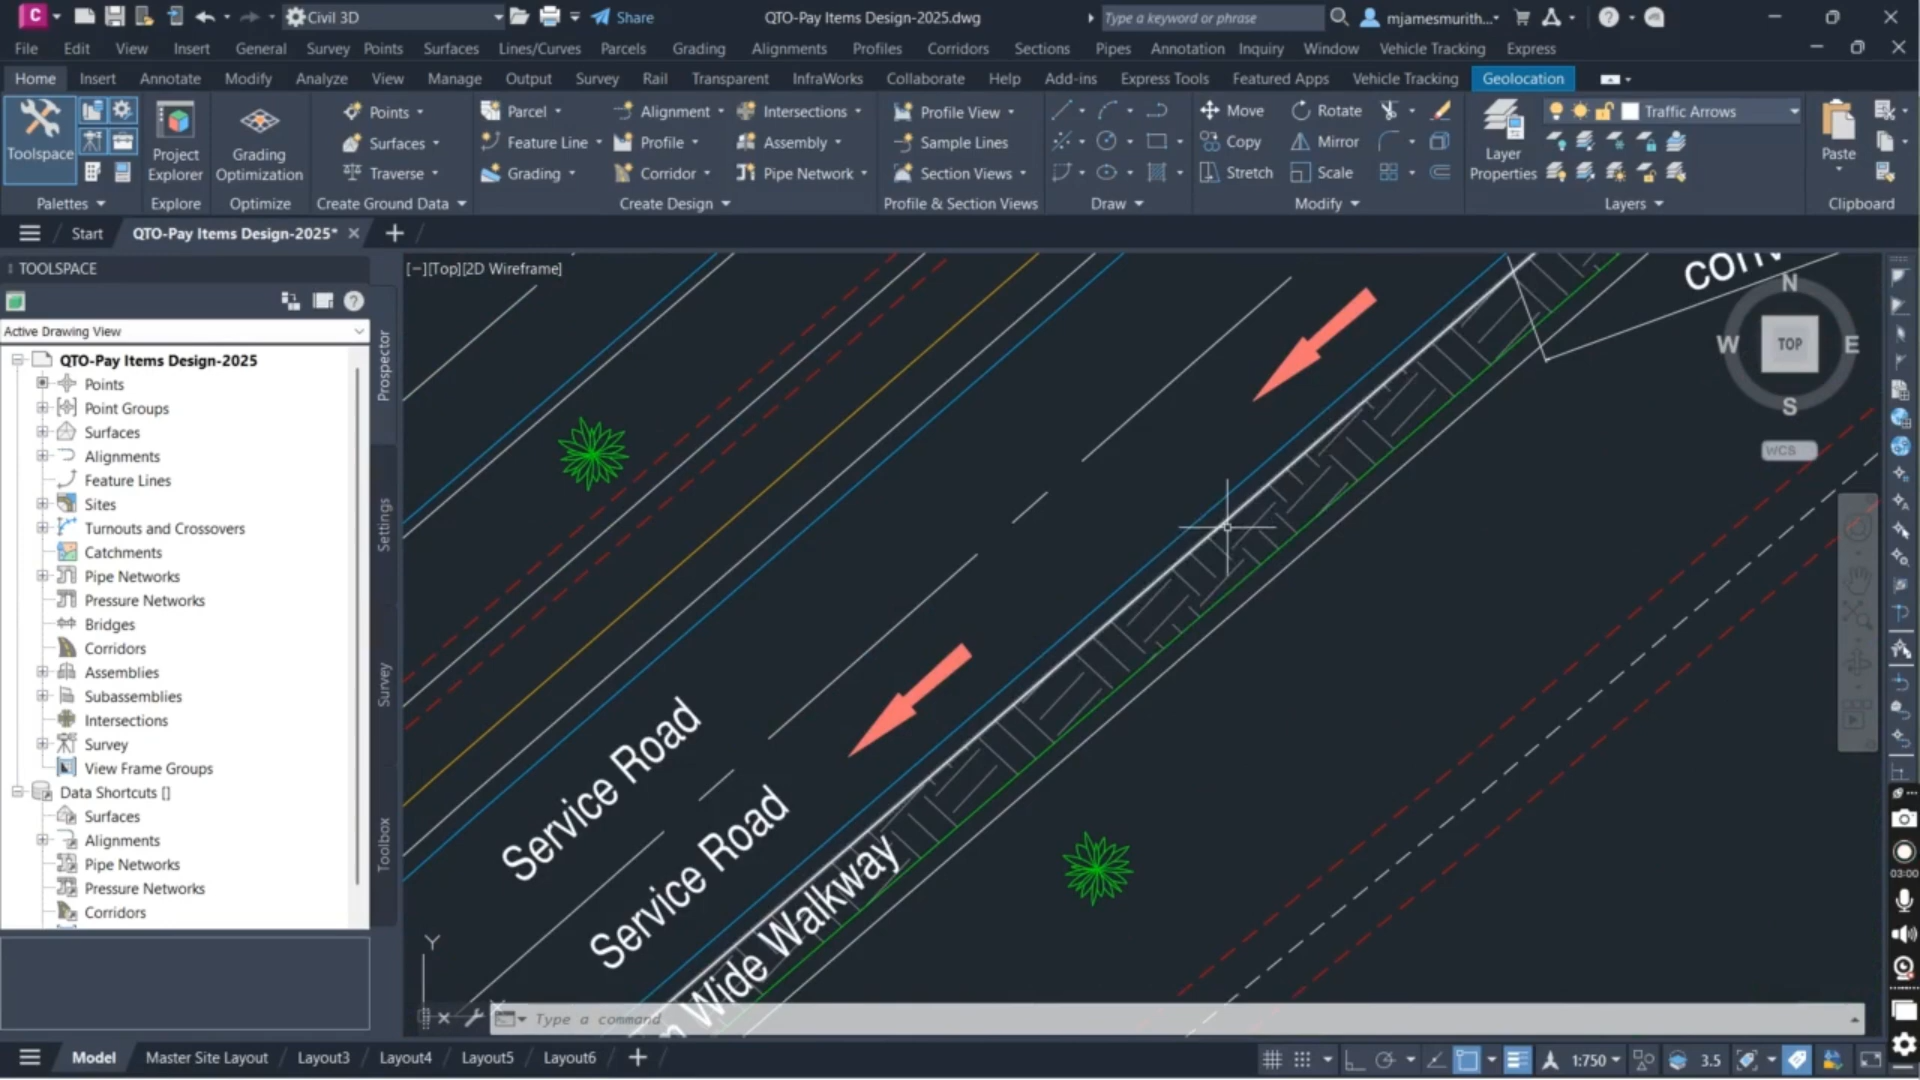 C
Civil 3D
Share
QTO-Pay Items Design-2025.dwg
Type a keyword or phrase
mjamesmurith...
File Edit View Insert General Survey Points Surfaces Lines/Curves Parcels Grading Alignments Profiles Corridors Sections Pipes Annotation Inquiry Window Vehicle Tracking Express
Home Insert Annotate Modify Analyze View Manage Output Survey Rail Transparent InfraWorks Collaborate Help Add-ins Express Tools Featured Apps Vehicle Tracking Geolocation
Points Parcel Alignment Intersections Profile View Move Rotate Traffic Arrows
Toolspace Project Explorer Grading Optimization Surfaces Feature Line Profile Assembly Sample Lines Copy Mirror Layer Properties Paste
Traverse Grading Corridor Pipe Network Section Views Stretch Scale
Palettes Explore Optimize Create Ground Data Create Design Profile & Section Views Draw Modify Layers Clipboard
Start QTO-Pay Items Design-2025*
TOOLSPACE
Active Drawing View
QTO-Pay Items Design-2025
Points
Point Groups
Surfaces
Alignments
Feature Lines
Sites
Turnouts and Crossovers
Catchments
Pipe Networks
Pressure Networks
Bridges
Corridors
Assemblies
Subassemblies
Intersections
Survey
View Frame Groups
Data Shortcuts []
Surfaces
Alignments
Pipe Networks
Pressure Networks
Corridors
Prospector
Settings
Survey
Toolbox
[−][Top][2D Wireframe]
N
W TOP E
S
WCS
Service Road
Service Road
Wide Walkway
Y
Type a command
03:00
Model Master Site Layout Layout3 Layout4 Layout5 Layout6
1:750 3.5